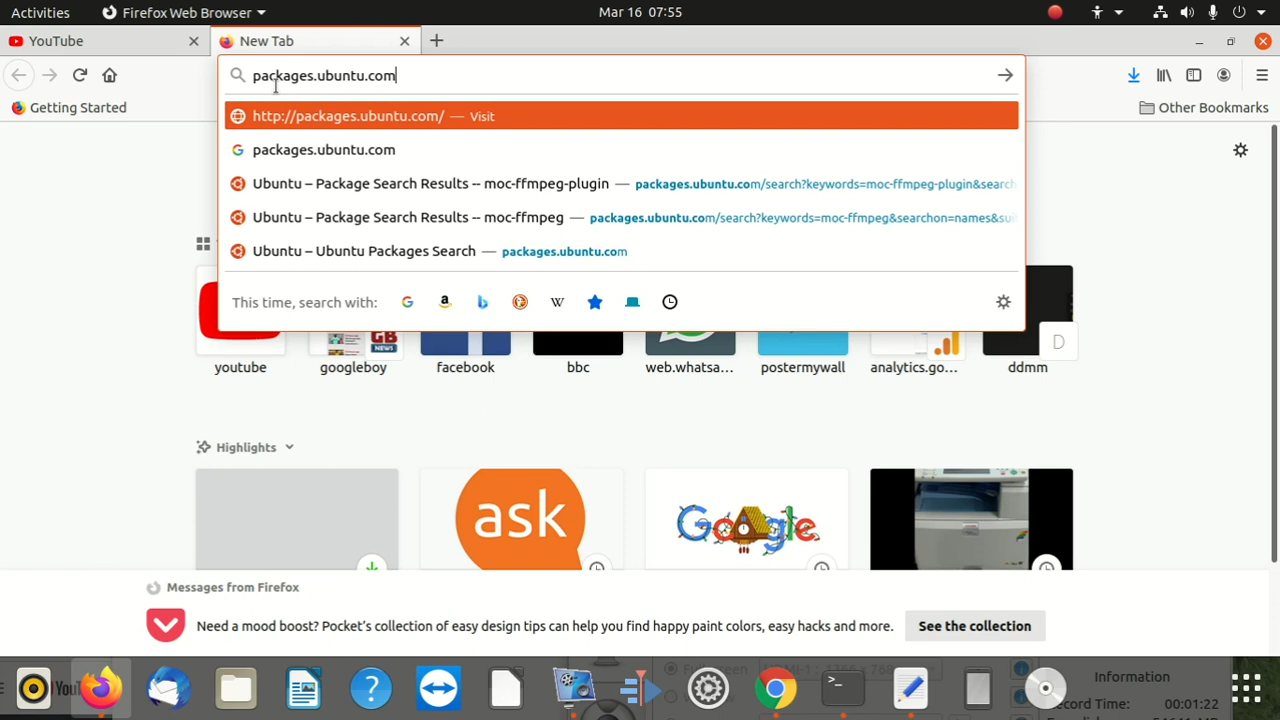 Activities Firefox Web Browser Mar 16 07:55
YouTube New Tab
packages.ubuntu.com
Getting Started Other Bookmarks
http://packages.ubuntu.com/ — Visit
packages.ubuntu.com
Ubuntu – Package Search Results -- moc-ffmpeg-plugin — packages.ubuntu.com/search?keywords=moc-ffmpeg-plugin&search
Ubuntu – Package Search Results -- moc-ffmpeg — packages.ubuntu.com/search?keywords=moc-ffmpeg&searchon=names&su
Ubuntu – Ubuntu Packages Search — packages.ubuntu.com
This time, search with:
GB
NEWS
D
youtube googleboy facebook bbc web.whatsa... postermywall analytics.go... ddmm
Highlights
ask Google
Messages from Firefox
Need a mood boost? Pocket's collection of easy design tips can help you find happy paint colors, easy hacks and more. See the collection
Information
Record Time: 00:01:22